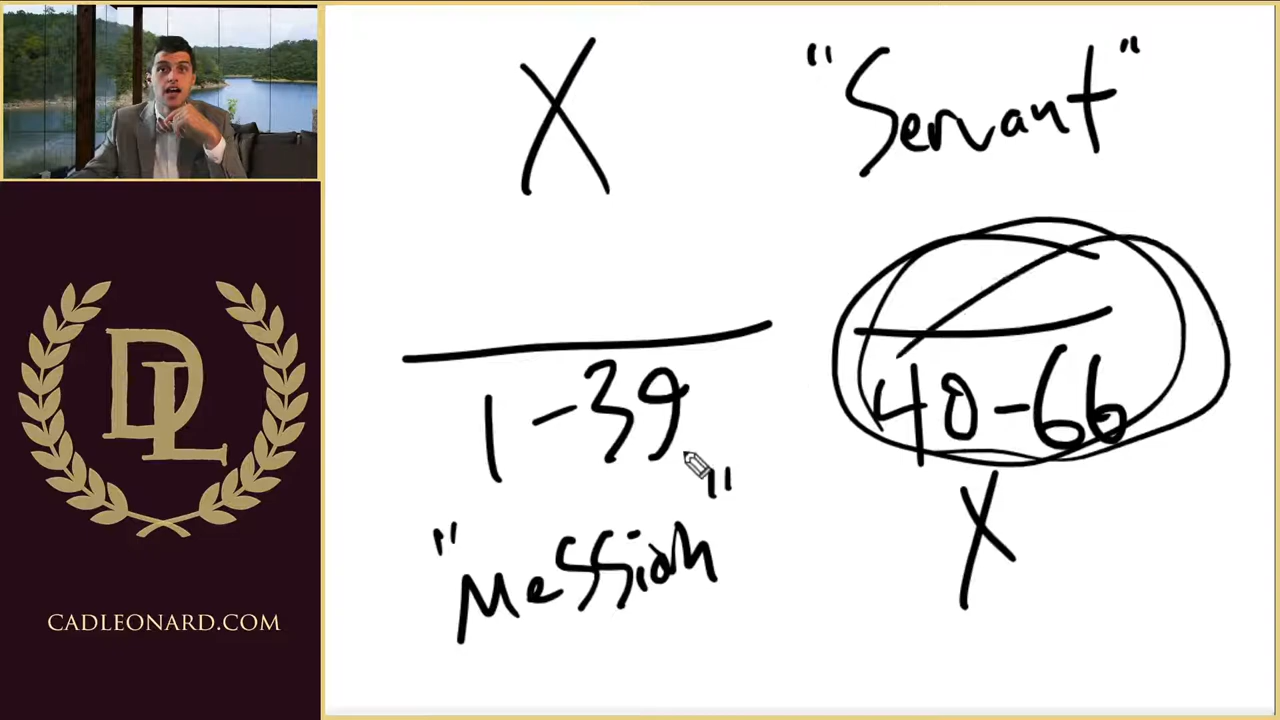 X "Servant"
1-39 40-66
"Messiah" X
DL
CADLEONARD.COM